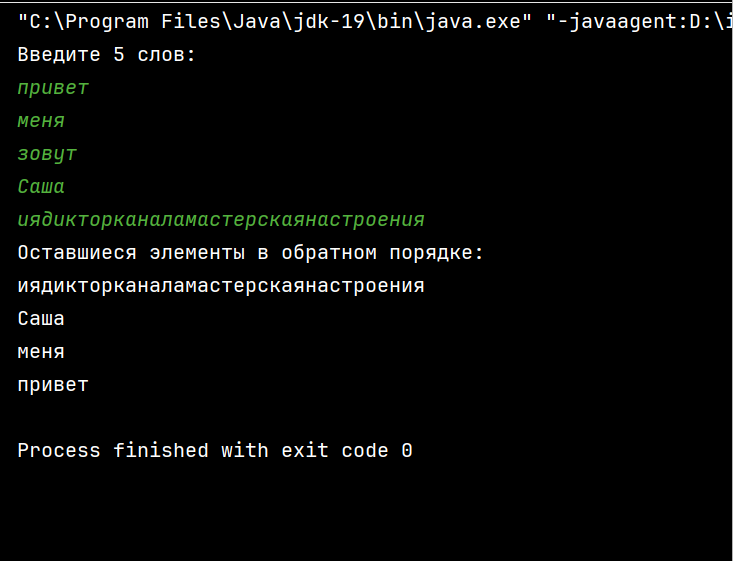 "C:\Program Files\Java\jdk-19\bin\java.exe" "-javaagent:D:\i
Введите 5 слов:
привет
меня
зовут
Саша
иядикторканаламастерскаянастроения
Оставшиеся элементы в обратном порядке:
иядикторканаламастерскаянастроения
Саша
меня
привет
Process finished with exit code 0